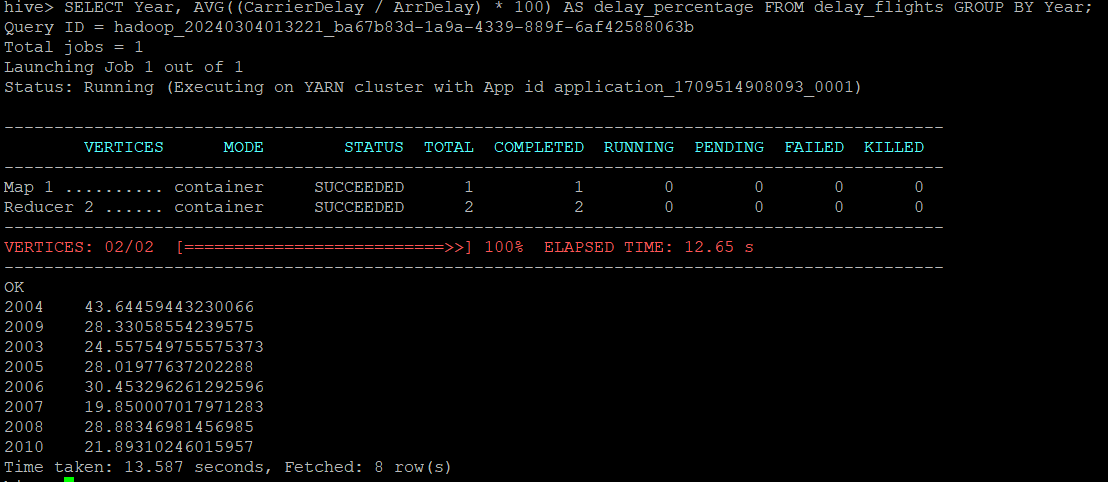 hive> SELECT Year, AVG((CarrierDelay / ArrDelay) * 100) AS delay_percentage FROM delay_flights GROUP BY Year;
Query ID = hadoop_20240304013221_ba67b83d-1a9a-4339-889f-6af42588063b
Total jobs = 1
Launching Job 1 out of 1
Status: Running (Executing on YARN cluster with App id application_1709514908093_0001)
----------------------------------------------------------------------------------------------
VERTICES MODE STATUS TOTAL COMPLETED RUNNING PENDING FAILED KILLED
----------------------------------------------------------------------------------------------
Map 1 .......... container SUCCEEDED 1 1 0 0 0 0
Reducer 2 ...... container SUCCEEDED 2 2 0 0 0 0
----------------------------------------------------------------------------------------------
VERTICES: 02/02 [==========================>>] 100% ELAPSED TIME: 12.65 s
----------------------------------------------------------------------------------------------
OK
2004 43.64459443230066
2009 28.33058554239575
2003 24.557549755575373
2005 28.01977637202288
2006 30.453296261292596
2007 19.850007017971283
2008 28.88346981456985
2010 21.89310246015957
Time taken: 13.587 seconds, Fetched: 8 row(s)